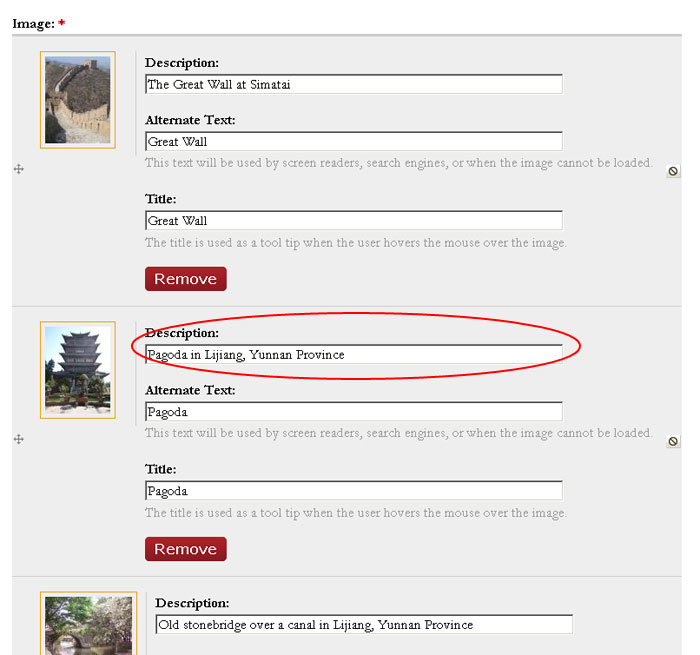 Image: *
Description:
The Great Wall at Simatai
Alternate Text:
Great Wall
This text will be used by screen readers, search engines, or when the image cannot be loaded.
Title:
Great Wall
The title is used as a tool tip when the user hovers the mouse over the image.
Remove
Description:
Pagoda in Lijiang, Yunnan Province
Alternate Text:
Pagoda
This text will be used by screen readers, search engines, or when the image cannot be loaded.
Title:
Pagoda
The title is used as a tool tip when the user hovers the mouse over the image.
Remove
Description:
Old stonebridge over a canal in Lijiang, Yunnan Province